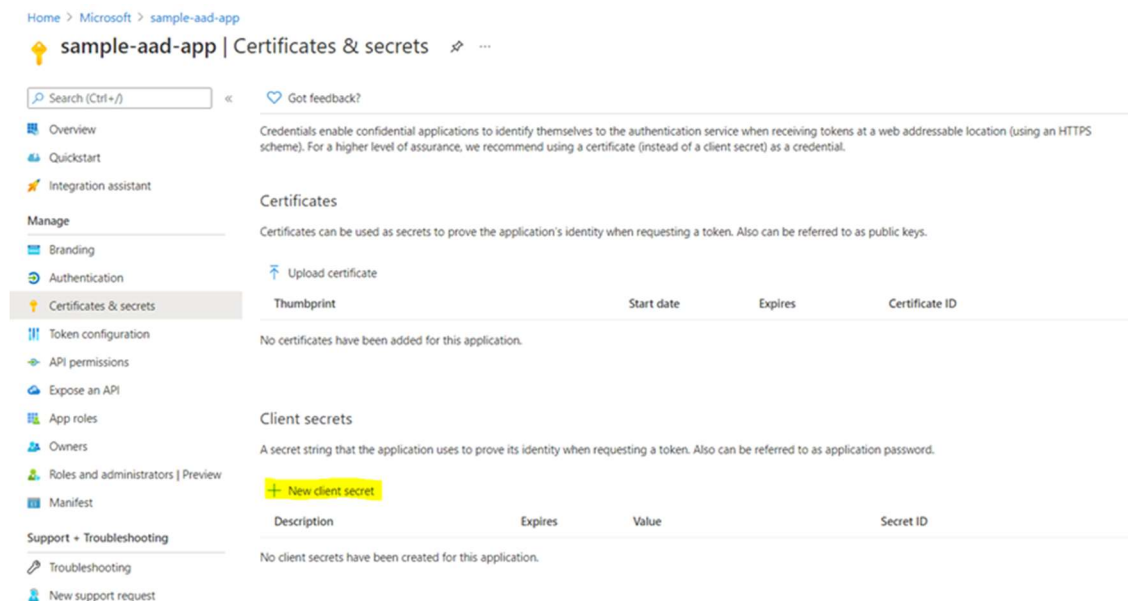 Home > Microsoft > sample-aad-app
sample-aad-app | Certificates & secrets
Search (Ctrl+/)
Overview
Quickstart
Integration assistant
Manage
Branding
Authentication
Certificates & secrets
Token configuration
API permissions
Expose an API
App roles
Owners
Roles and administrators | Preview
Manifest
Support + Troubleshooting
Troubleshooting
New support request
Got feedback?
Credentials enable confidential applications to identify themselves to the authentication service when receiving tokens at a web addressable location (using an HTTPS
scheme). For a higher level of assurance, we recommend using a certificate (instead of a client secret) as a credential.
Certificates
Certificates can be used as secrets to prove the application's identity when requesting a token. Also can be referred to as public keys.
Upload certificate
Thumbprint Start date Expires Certificate ID
No certificates have been added for this application.
Client secrets
A secret string that the application uses to prove its identity when requesting a token. Also can be referred to as application password.
New client secret
Description Expires Value Secret ID
No client secrets have been created for this application.